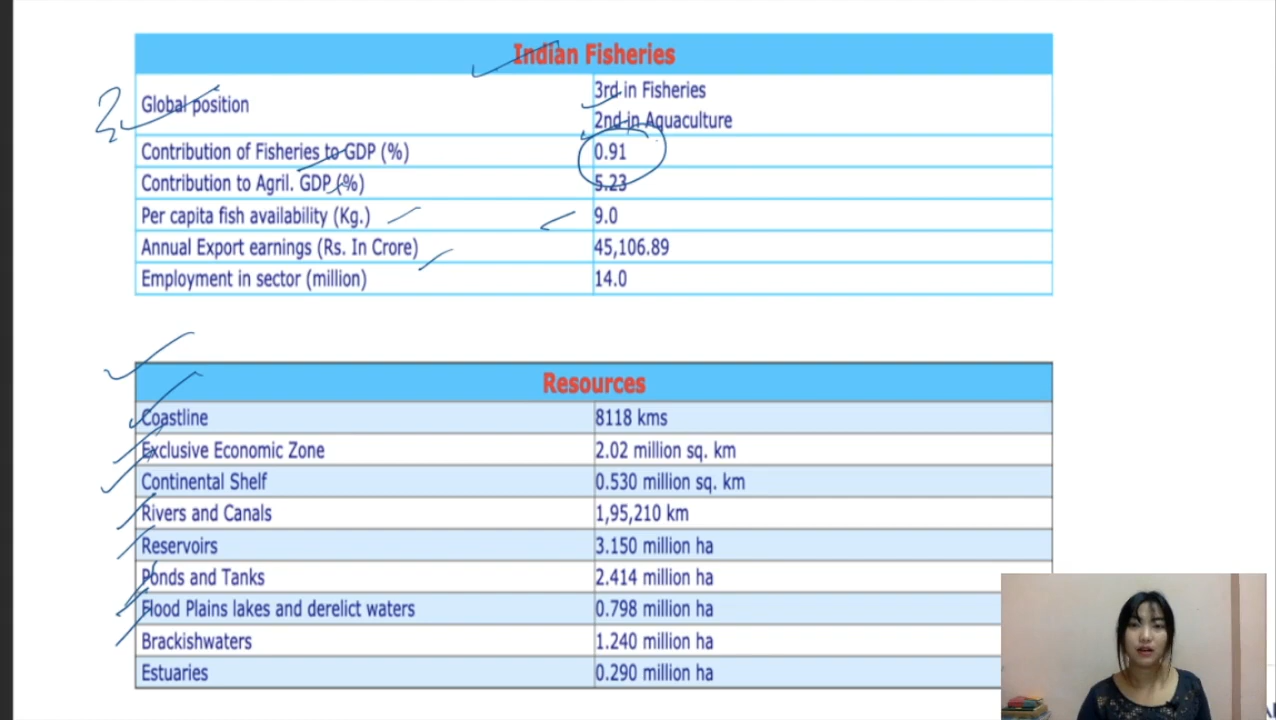 Indian Fisheries
Global position
3rd in Fisheries
2nd in Aquaculture
Contribution of Fisheries to GDP (%) 0.91
Contribution to Agril. GDP (%) 5.23
Per capita fish availability (Kg.) 9.0
Annual Export earnings (Rs. In Crore) 45,106.89
Employment in sector (million) 14.0
Resources
Coastline 8118 kms
Exclusive Economic Zone 2.02 million sq. km
Continental Shelf 0.530 million sq. km
Rivers and Canals 1,95,210 km
Reservoirs 3.150 million ha
Ponds and Tanks 2.414 million ha
Flood Plains lakes and derelict waters 0.798 million ha
Brackishwaters 1.240 million ha
Estuaries 0.290 million ha